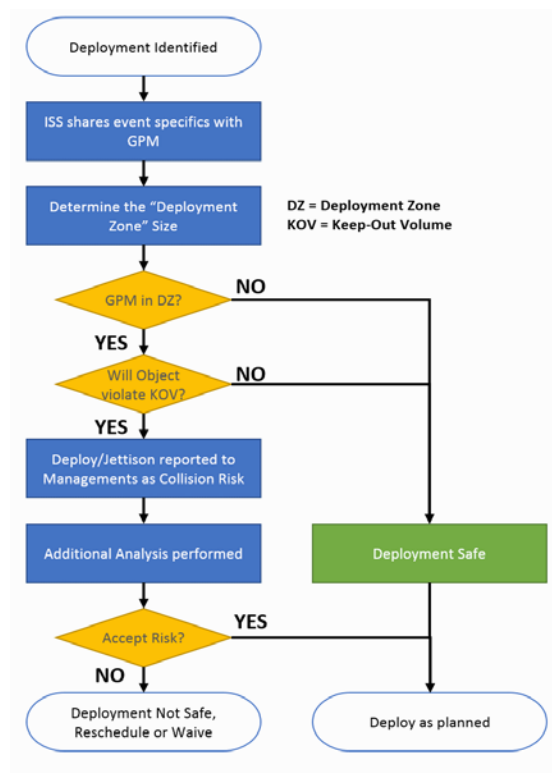 Deployment Identified
ISS shares event specifics with
GPM
Determine the “Deployment
Zone” Size
DZ = Deployment Zone
KOV = Keep-Out Volume
GPM in DZ?
NO
YES
Will Object
violate KOV?
NO
YES
Deploy/Jettison reported to
Managements as Collision Risk
Additional Analysis performed
Deployment Safe
Accept Risk?
YES
NO
Deployment Not Safe,
Reschedule or Waive
Deploy as planned